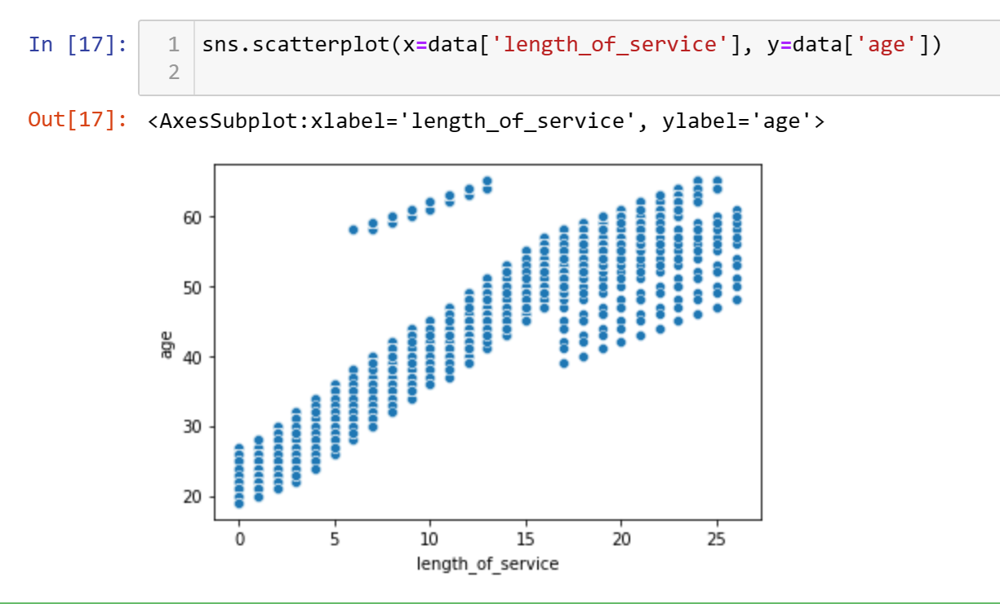 In [17]:
1 sns.scatterplot(x=data['length_of_service'], y=data['age'])
2
Out[17]: <AxesSubplot:xlabel='length_of_service', ylabel='age'>
60
50
age
40
30
20
0 5 10 15 20 25
length_of_service